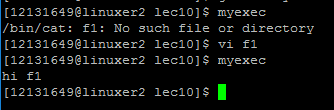 [12131649@linuxer2 lec10]$ myexec
/bin/cat: f1: No such file or directory
[12131649@linuxer2 lec10]$ vi f1
[12131649@linuxer2 lec10]$ myexec
hi f1
[12131649@linuxer2 lec10]$